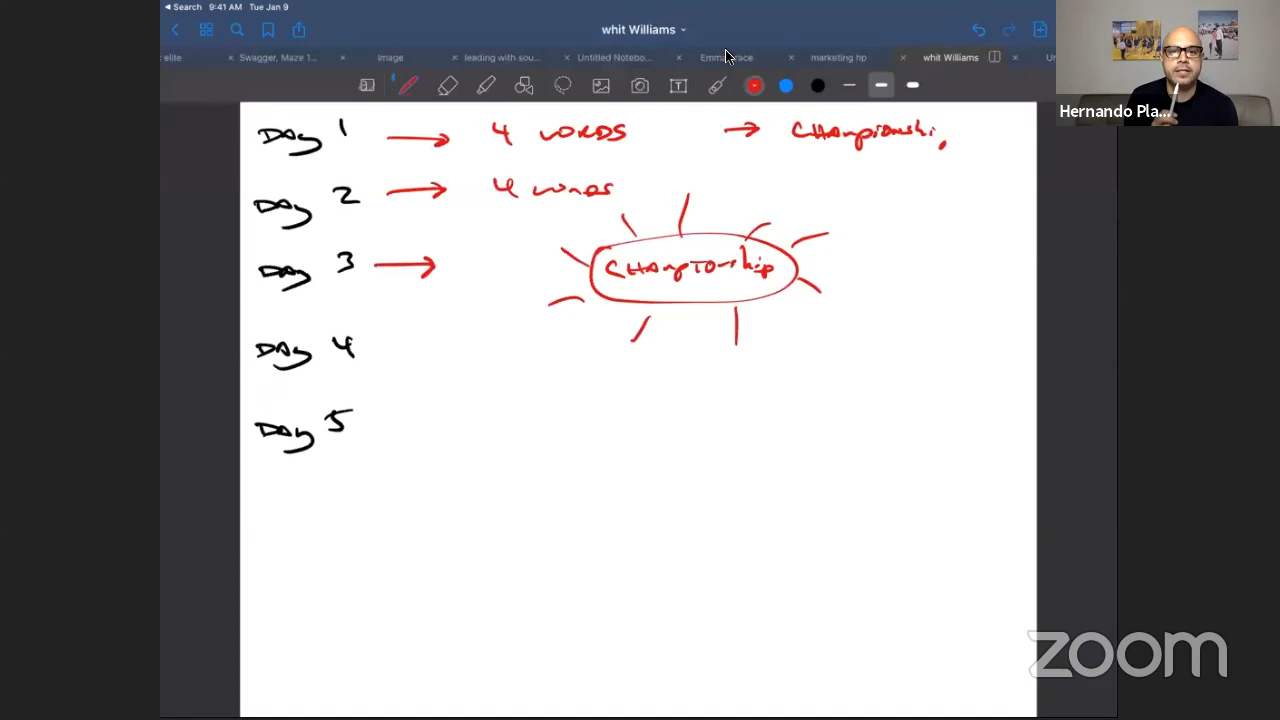 Search 9:41 AM Tue Jan 9
whit Williams
elite Swagger, Maze 1... Image leading with sou... Untitled Notebo... marketing hp whit Williams
Hernando Pla...
DAy 1 → 4 WORDS → CHAmpionshi
DAy 2 → 4 words
DAy 3 → CHAmpIonship
DAy 4
DAy 5
zoom